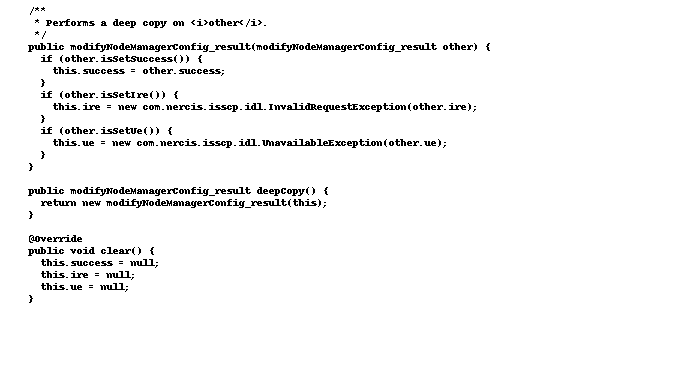 /**
 * Performs a deep copy on <i>other</i>.
 */
public modifyNodeManagerConfig_result(modifyNodeManagerConfig_result other) {
  if (other.isSetSuccess()) {
    this.success = other.success;
  }
  if (other.isSetIre()) {
    this.ire = new com.nercis.isscp.idl.InvalidRequestException(other.ire);
  }
  if (other.isSetUe()) {
    this.ue = new com.nercis.isscp.idl.UnavailableException(other.ue);
  }
}

public modifyNodeManagerConfig_result deepCopy() {
  return new modifyNodeManagerConfig_result(this);
}

@Override
public void clear() {
  this.success = null;
  this.ire = null;
  this.ue = null;
}